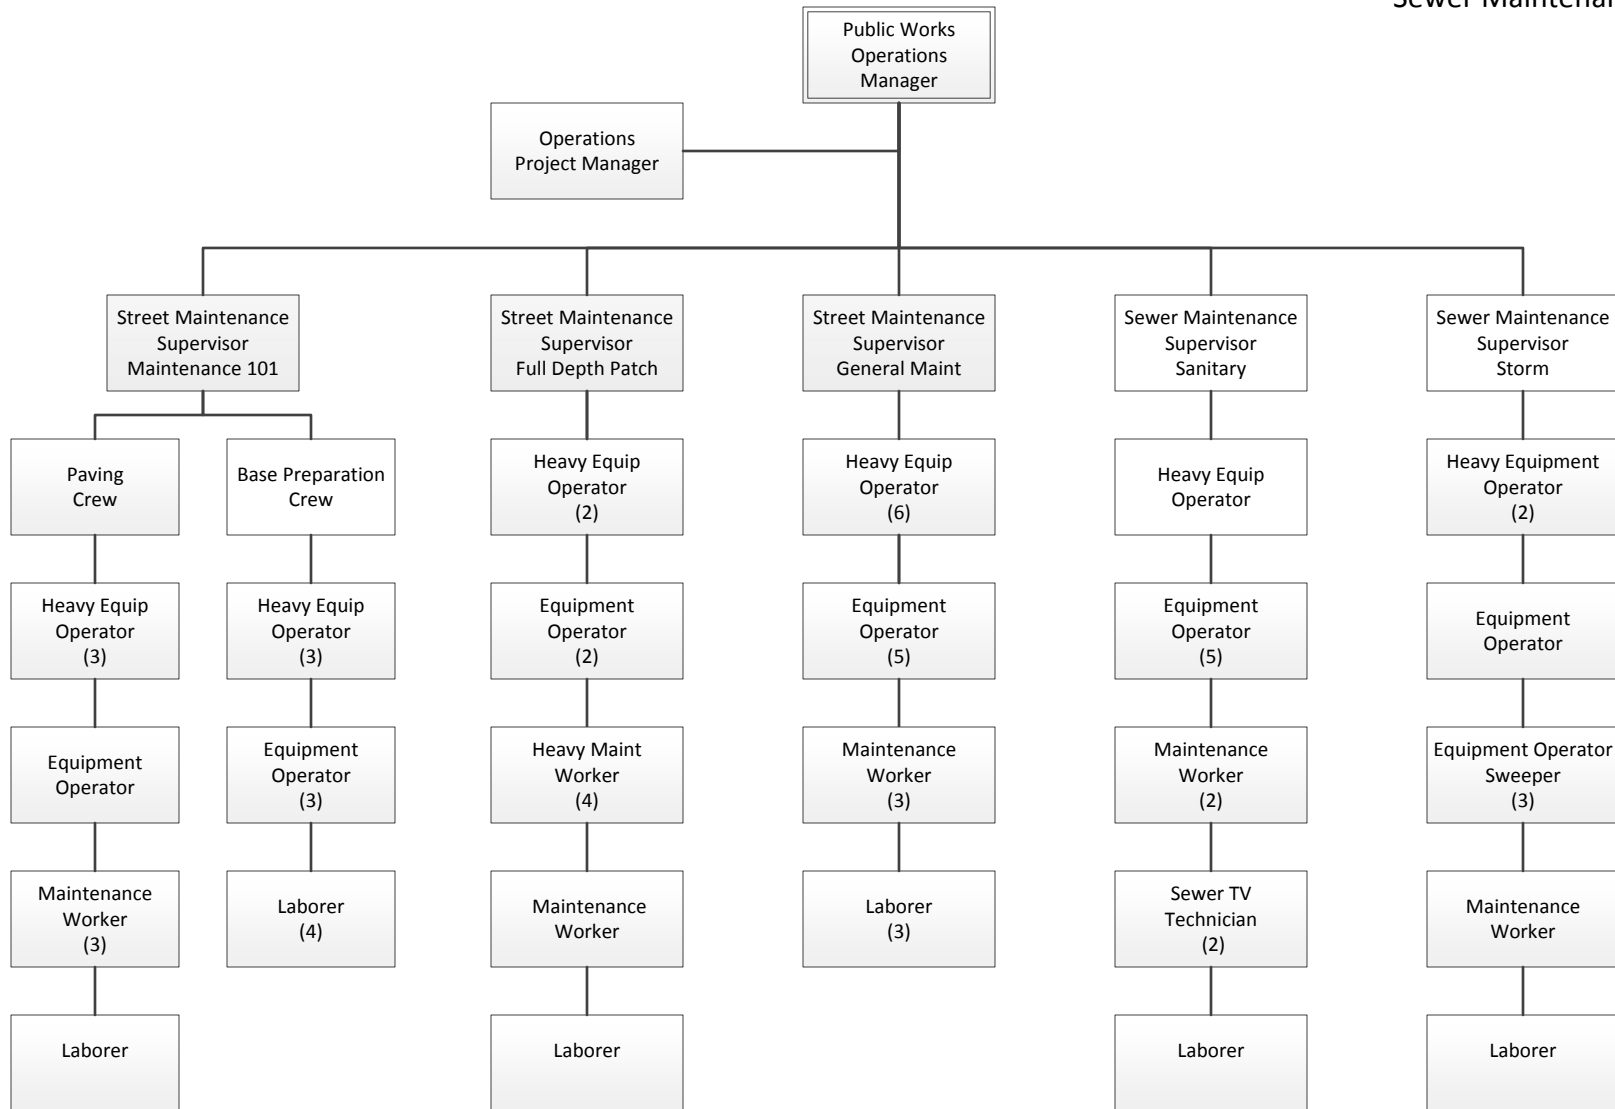 Public Works
Operations
Manager
Operations
Project Manager
Street Maintenance
Supervisor
Maintenance 101
Street Maintenance
Supervisor
Full Depth Patch
Street Maintenance
Supervisor
General Maint
Sewer Maintenance
Supervisor
Sanitary
Sewer Maintenance
Supervisor
Storm
Paving
Crew
Base Preparation
Crew
Heavy Equip
Operator
(2)
Heavy Equip
Operator
(6)
Heavy Equip
Operator
Heavy Equipment
Operator
(2)
Heavy Equip
Operator
(3)
Heavy Equip
Operator
(3)
Equipment
Operator
(2)
Equipment
Operator
(5)
Equipment
Operator
(5)
Equipment
Operator
Equipment
Operator
Equipment
Operator
(3)
Heavy Maint
Worker
(4)
Maintenance
Worker
(3)
Maintenance
Worker
(2)
Equipment Operator
Sweeper
(3)
Maintenance
Worker
(3)
Laborer
(4)
Maintenance
Worker
Laborer
(3)
Sewer TV
Technician
(2)
Maintenance
Worker
Laborer
Laborer
Laborer
Laborer